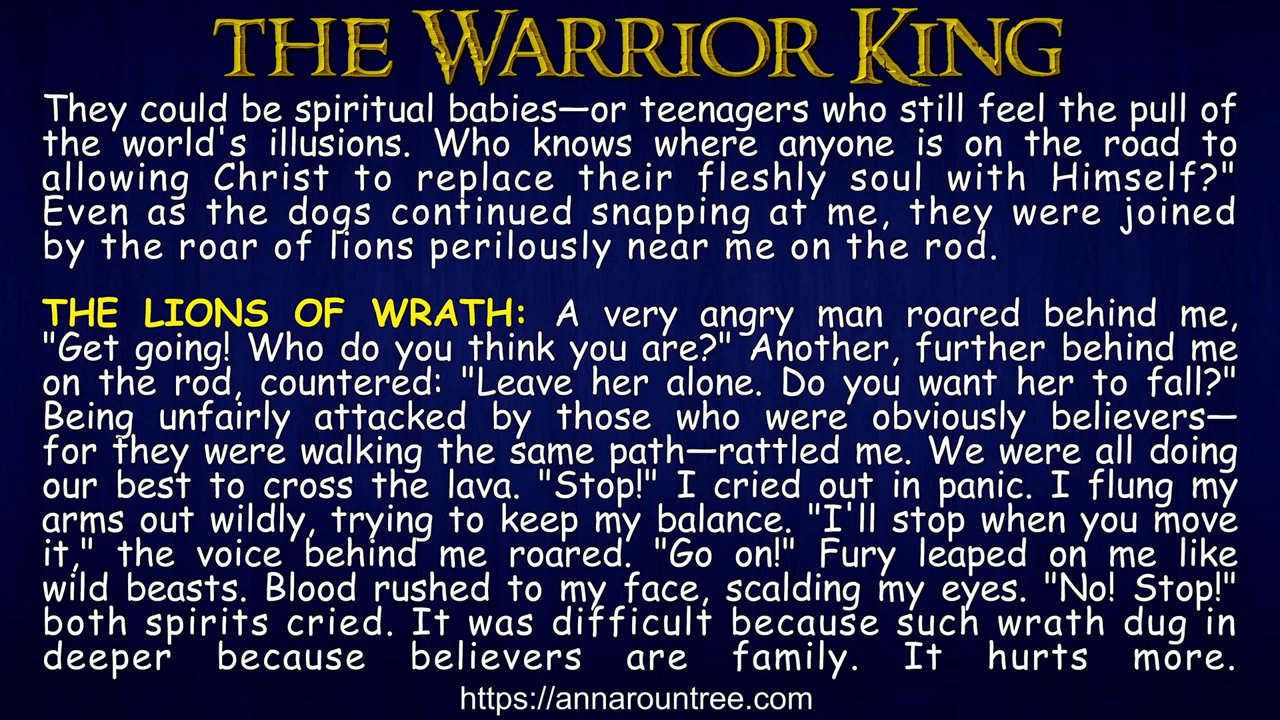 THE WARRIOR KING
They could be spiritual babies—or teenagers who still feel the pull of
the world's illusions. Who knows where anyone is on the road to
allowing Christ to replace their fleshly soul with Himself?"
Even as the dogs continued snapping at me, they were joined
by the roar of lions perilously near me on the rod.
THE LIONS OF WRATH: A very angry man roared behind me,
"Get going! Who do you think you are?" Another, further behind me
on the rod, countered: "Leave her alone. Do you want her to fall?"
Being unfairly attacked by those who were obviously believers—
for they were walking the same path—rattled me. We were all doing
our best to cross the lava. "Stop!" I cried out in panic. I flung my
arms out wildly, trying to keep my balance. "I'll stop when you move
it," the voice behind me roared. "Go on!" Fury leaped on me like
wild beasts. Blood rushed to my face, scalding my eyes. "No! Stop!"
both spirits cried. It was difficult because such wrath dug in
deeper because believers are family. It hurts more.
https://annarountree.com